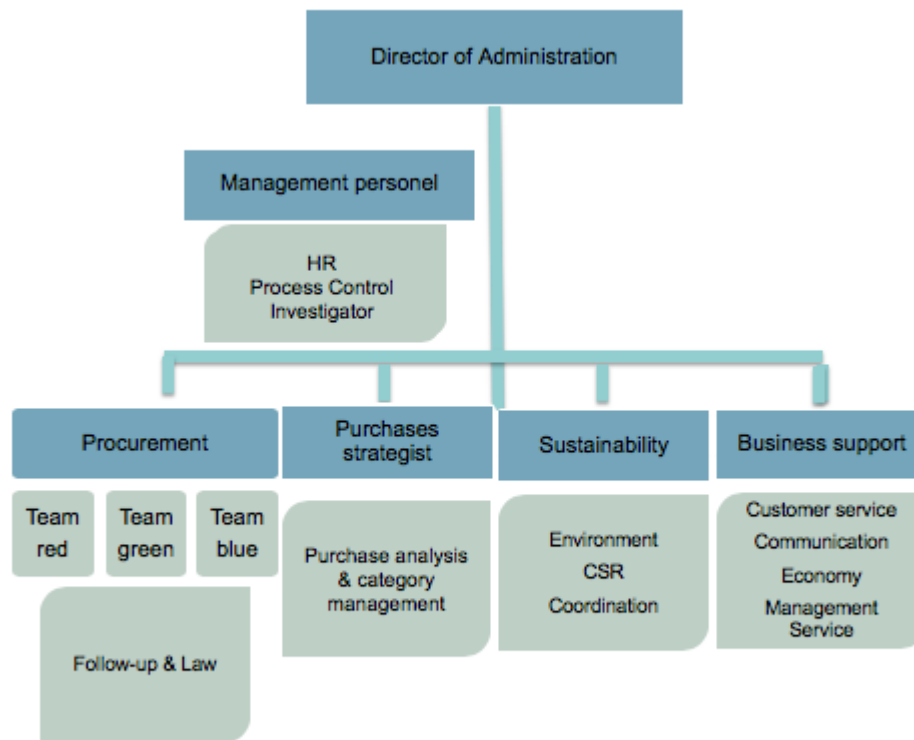 Director of Administration
Management personel
HR
Process Control
Investigator
Procurement
Purchases
strategist
Sustainability
Business support
Team
red
Team
green
Team
blue
Follow-up & Law
Purchase analysis
& category
management
Environment
CSR
Coordination
Customer service
Communication
Economy
Management
Service